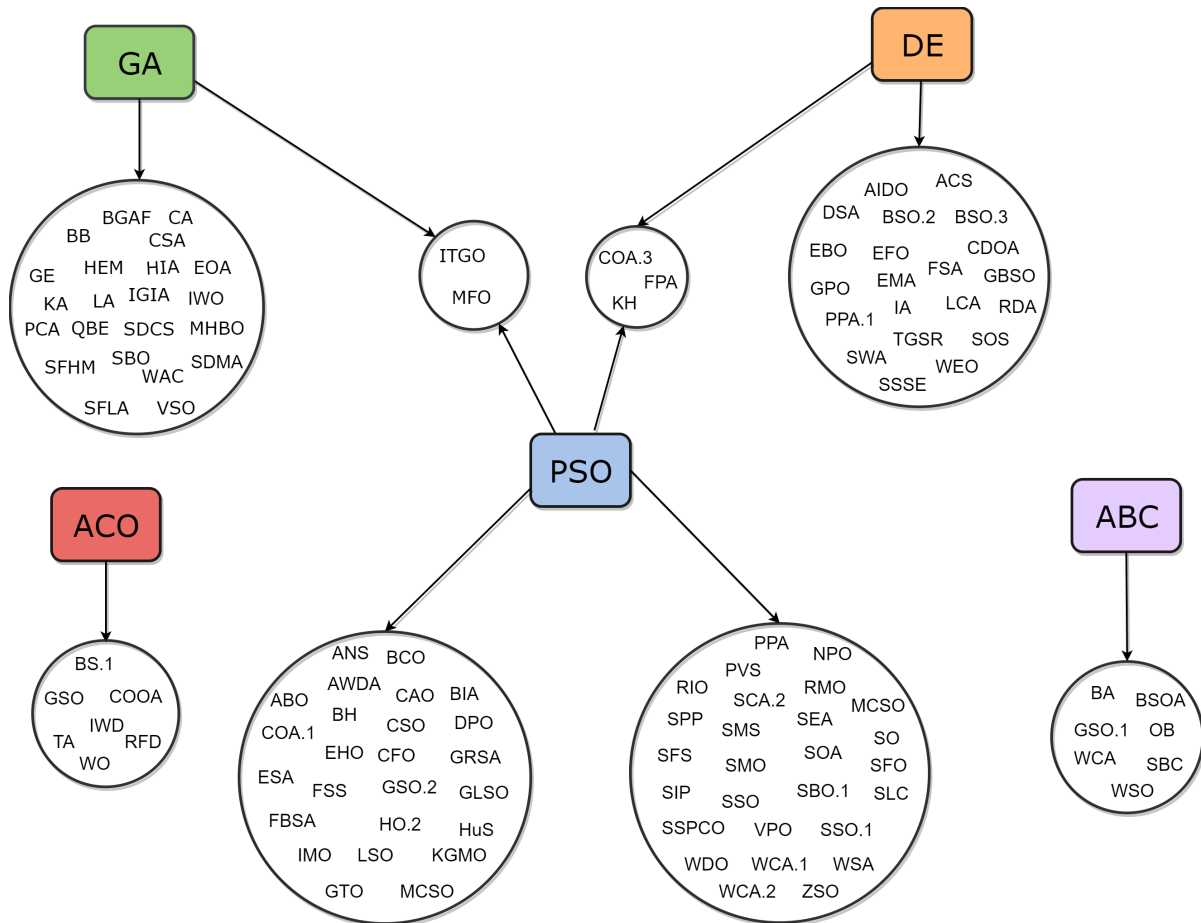 GA
DE
BGAF CA
BB CSA
GE HEM HIA EOA
KA LA IGIA IWO
PCA QBE SDCS MHBO
SFHM SBO WAC SDMA
SFLA VSO
ITGO
MFO
COA.3
FPA
KH
AIDO ACS
DSA BSO.2 BSO.3
EBO EFO CDOA
GPO EMA FSA GBSO
PPA.1 IA LCA RDA
TGSR SOS
SWA WEO
SSSE
PSO
ACO
ABC
BS.1
GSO COOA
IWD
TA RFD
WO
ANS BCO
ABO AWDA CAO BIA
COA.1 BH CSO DPO
EHO CFO GRSA
ESA FSS GSO.2 GLSO
FBSA HO.2 HuS
IMO LSO KGMO
GTO MCSO
PPA NPO
PVS
RIO SCA.2 RMO MCSO
SPP SMS SEA SO
SFS SMO SOA SFO
SIP SSO SBO.1 SLC
SSPCO VPO SSO.1
WDO WCA.1 WSA
WCA.2 ZSO
BA BSOA
GSO.1 OB
WCA SBC
WSO